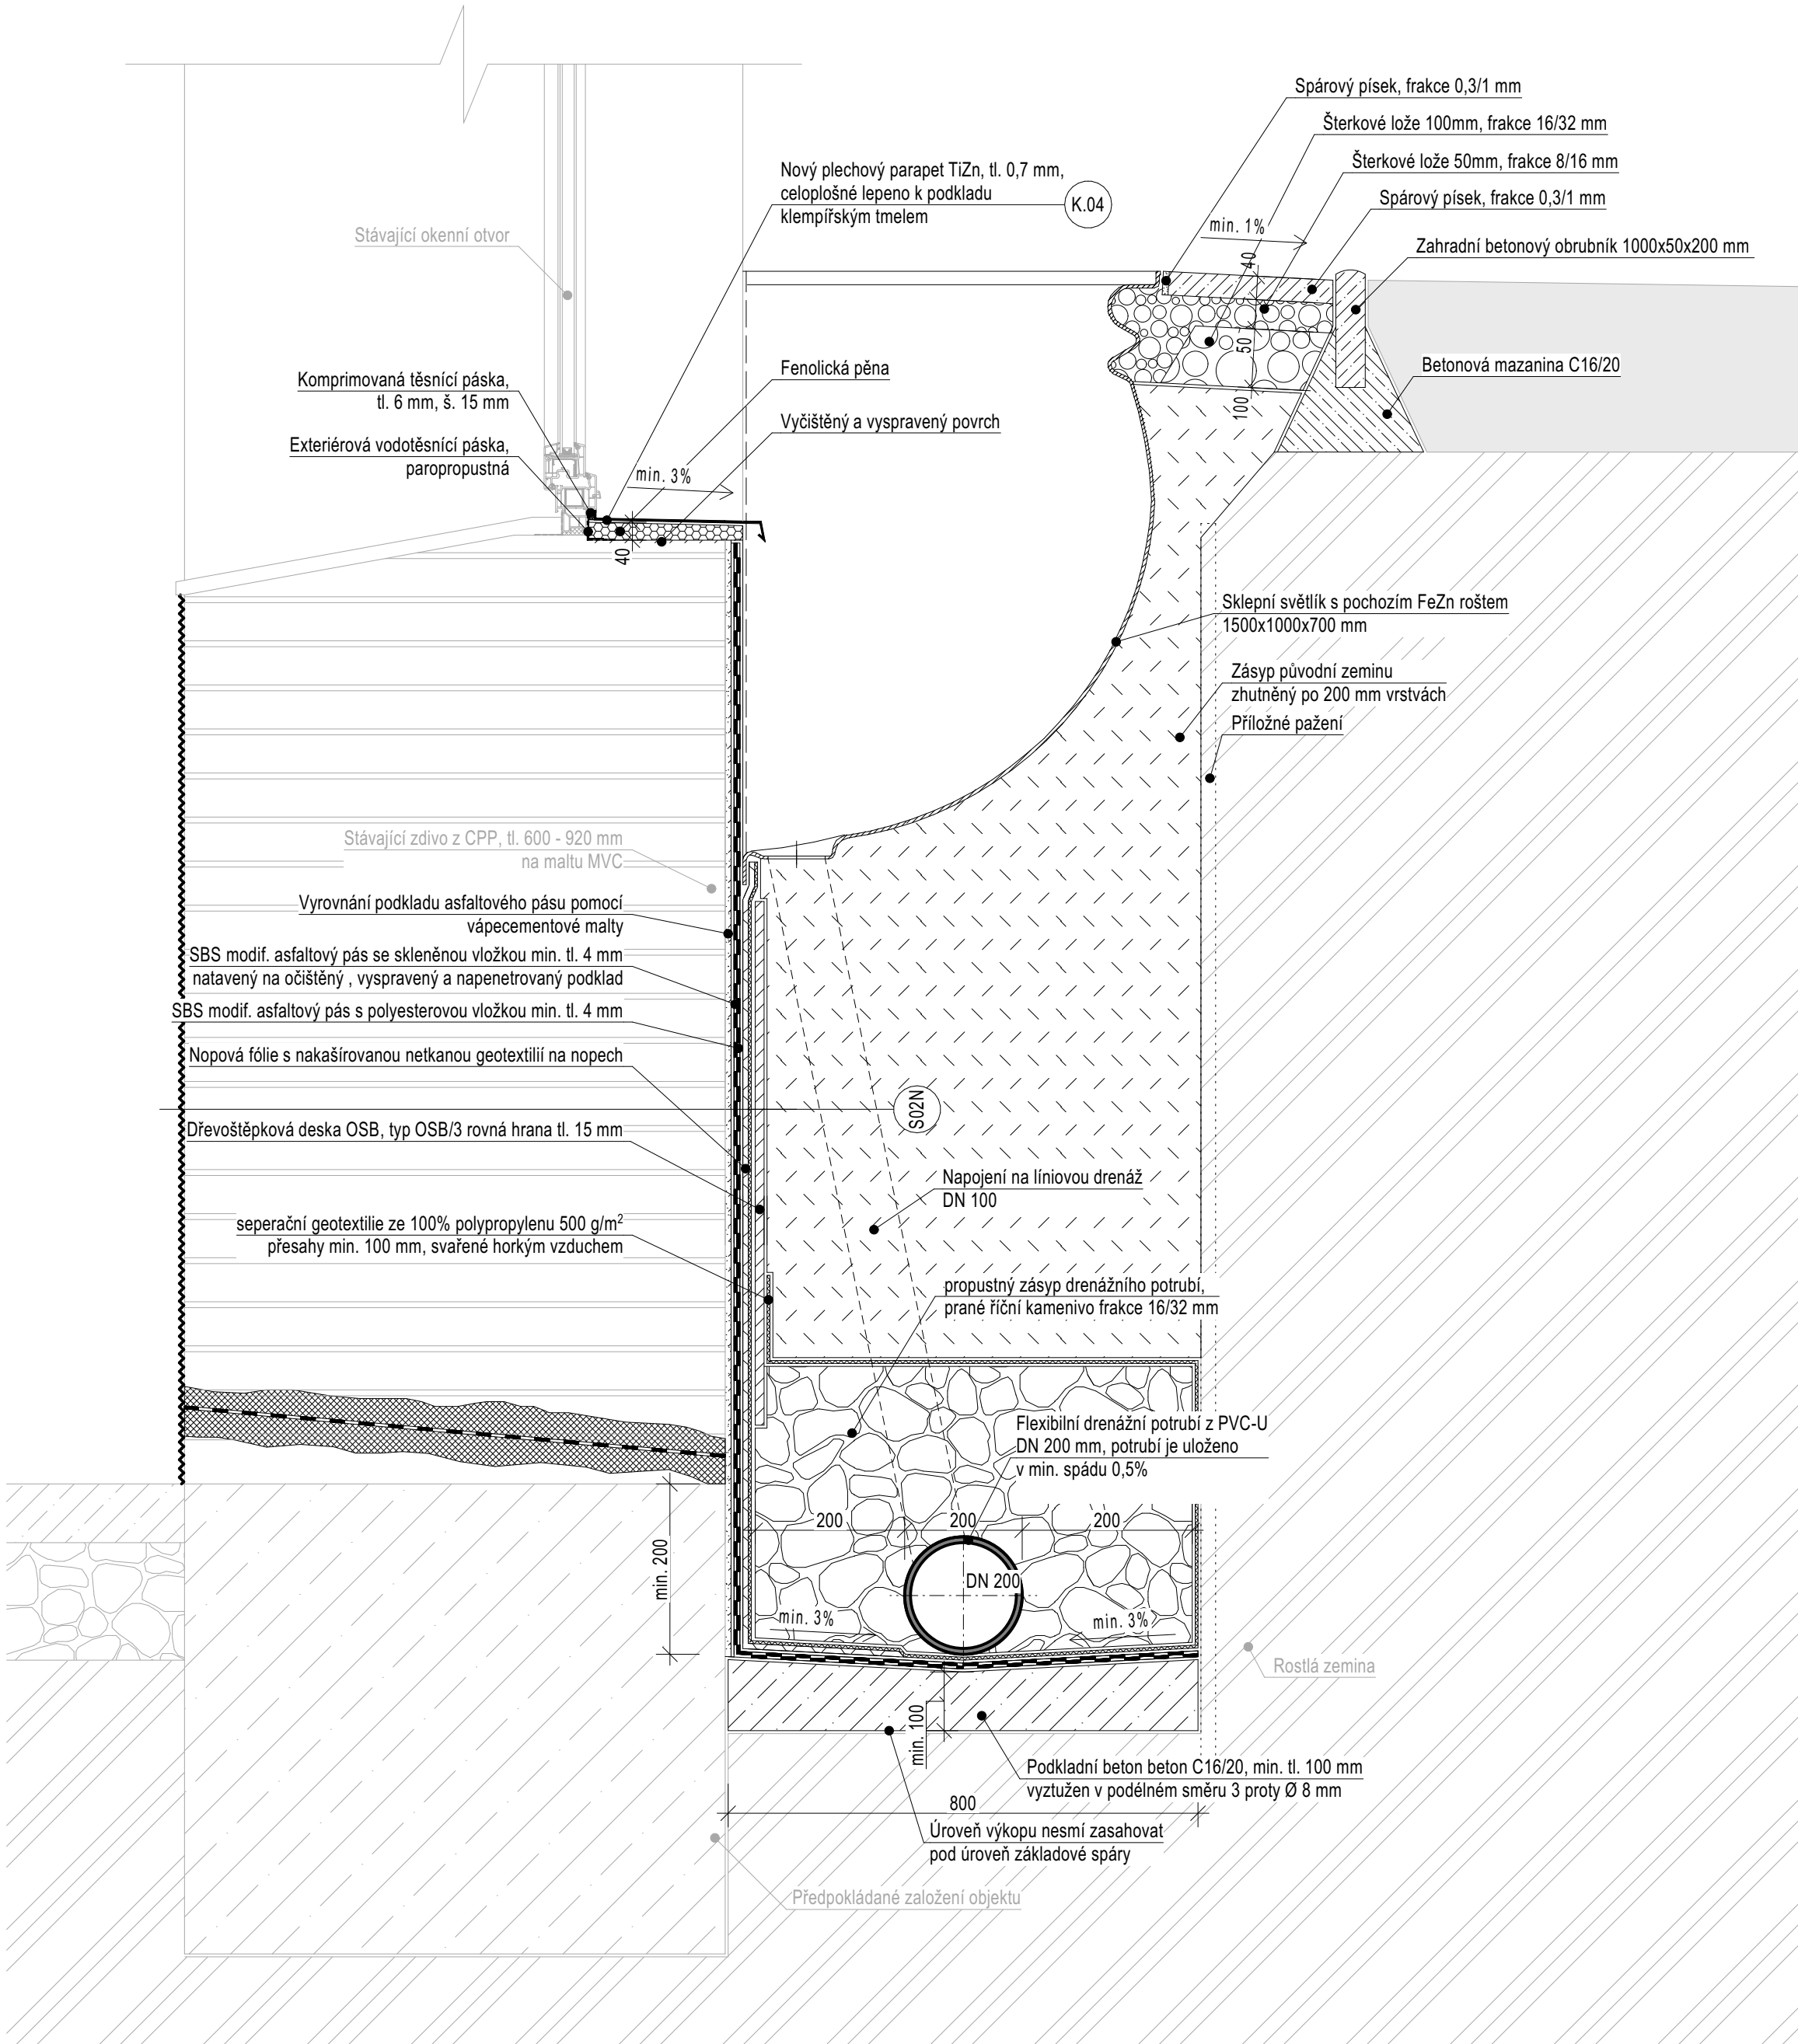 Spárový písek, frakce 0,3/1 mm
Šterkové lože 100mm, frakce 16/32 mm
Šterkové lože 50mm, frakce 8/16 mm
Spárový písek, frakce 0,3/1 mm
Zahradní betonový obrubník 1000x50x200 mm
Nový plechový parapet TiZn, tl. 0,7 mm,
celoplošné lepeno k podkladu
klempířským tmelem
K.04
min. 1%
40
50
100
Stávající okenní otvor
Betonová mazanina C16/20
Fenolická pěna
Komprimovaná těsnící páska,
tl. 6 mm, š. 15 mm
Vyčištěný a vyspravený povrch
Exteriérová vodotěsnící páska,
paropropustná
min. 3%
40
Sklepní světlík s pochozím FeZn roštem
1500x1000x700 mm
Zásyp původní zeminu
zhutněný po 200 mm vrstvách
Příložné pažení
Stávající zdivo z CPP, tl. 600 - 920 mm
na maltu MVC
Vyrovnání podkladu asfaltového pásu pomocí
vápecementové malty
SBS modif. asfaltový pás se skleněnou vložkou min. tl. 4 mm
natavený na očištěný , vyspravený a napenetrovaný podklad
SBS modif. asfaltový pás s polyesterovou vložkou min. tl. 4 mm
Nopová fólie s nakašírovanou netkanou geotextilií na nopech
S02N
Dřevoštěpková deska OSB, typ OSB/3 rovná hrana tl. 15 mm
Napojení na líniovou drenáž
DN 100
seperační geotextilie ze 100% polypropylenu 500 g/m²
přesahy min. 100 mm, svařené horkým vzduchem
propustný zásyp drenážního potrubí,
prané říční kamenivo frakce 16/32 mm
Flexibilní drenážní potrubí z PVC-U
DN 200 mm, potrubí je uloženo
v min. spádu 0,5%
200
200
200
min. 200
DN 200
min. 3%
min. 3%
Rostlá zemina
min. 100
Podkladní beton beton C16/20, min. tl. 100 mm
vyztužen v podélném směru 3 proty Ø 8 mm
800
Úroveň výkopu nesmí zasahovat
pod úroveň základové spáry
Předpokládané založení objektu